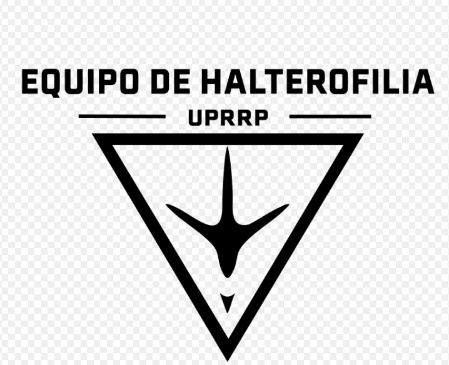 EQUIPO DE HALTEROFILIA
UPRRP